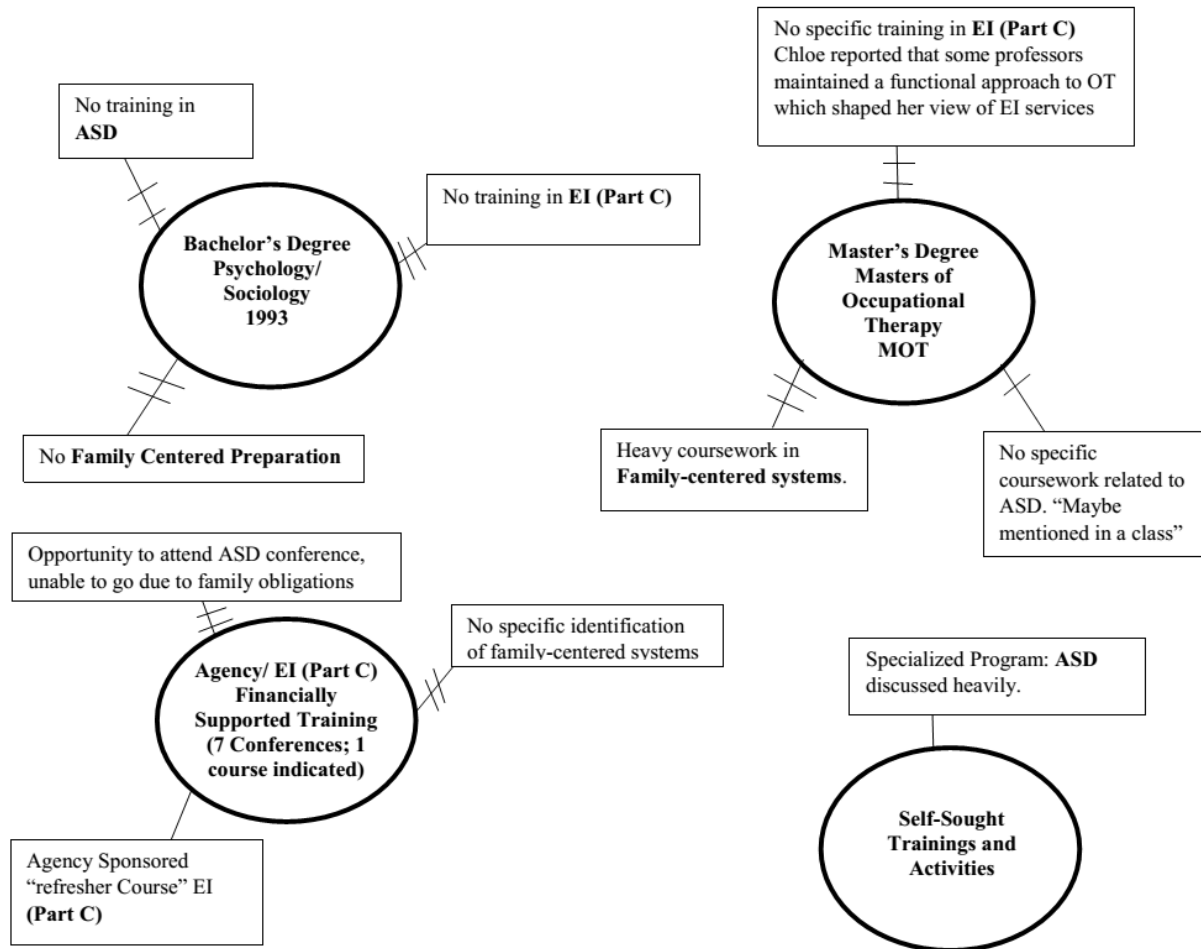 No training in
ASD
No training in EI (Part C)
Bachelor’s Degree
Psychology/
Sociology
1993
No Family Centered Preparation
No specific training in EI (Part C)
Chloe reported that some professors
maintained a functional approach to OT
which shaped her view of EI services
Master’s Degree
Masters of
Occupational
Therapy
MOT
Heavy coursework in
Family-centered systems.
No specific
coursework related to
ASD. “Maybe
mentioned in a class”
Opportunity to attend ASD conference,
unable to go due to family obligations
No specific identification
of family-centered systems
Agency/ EI (Part C)
Financially
Supported Training
(7 Conferences; 1
course indicated)
Agency Sponsored
“refresher Course” EI
(Part C)
Specialized Program: ASD
discussed heavily.
Self-Sought
Trainings and
Activities